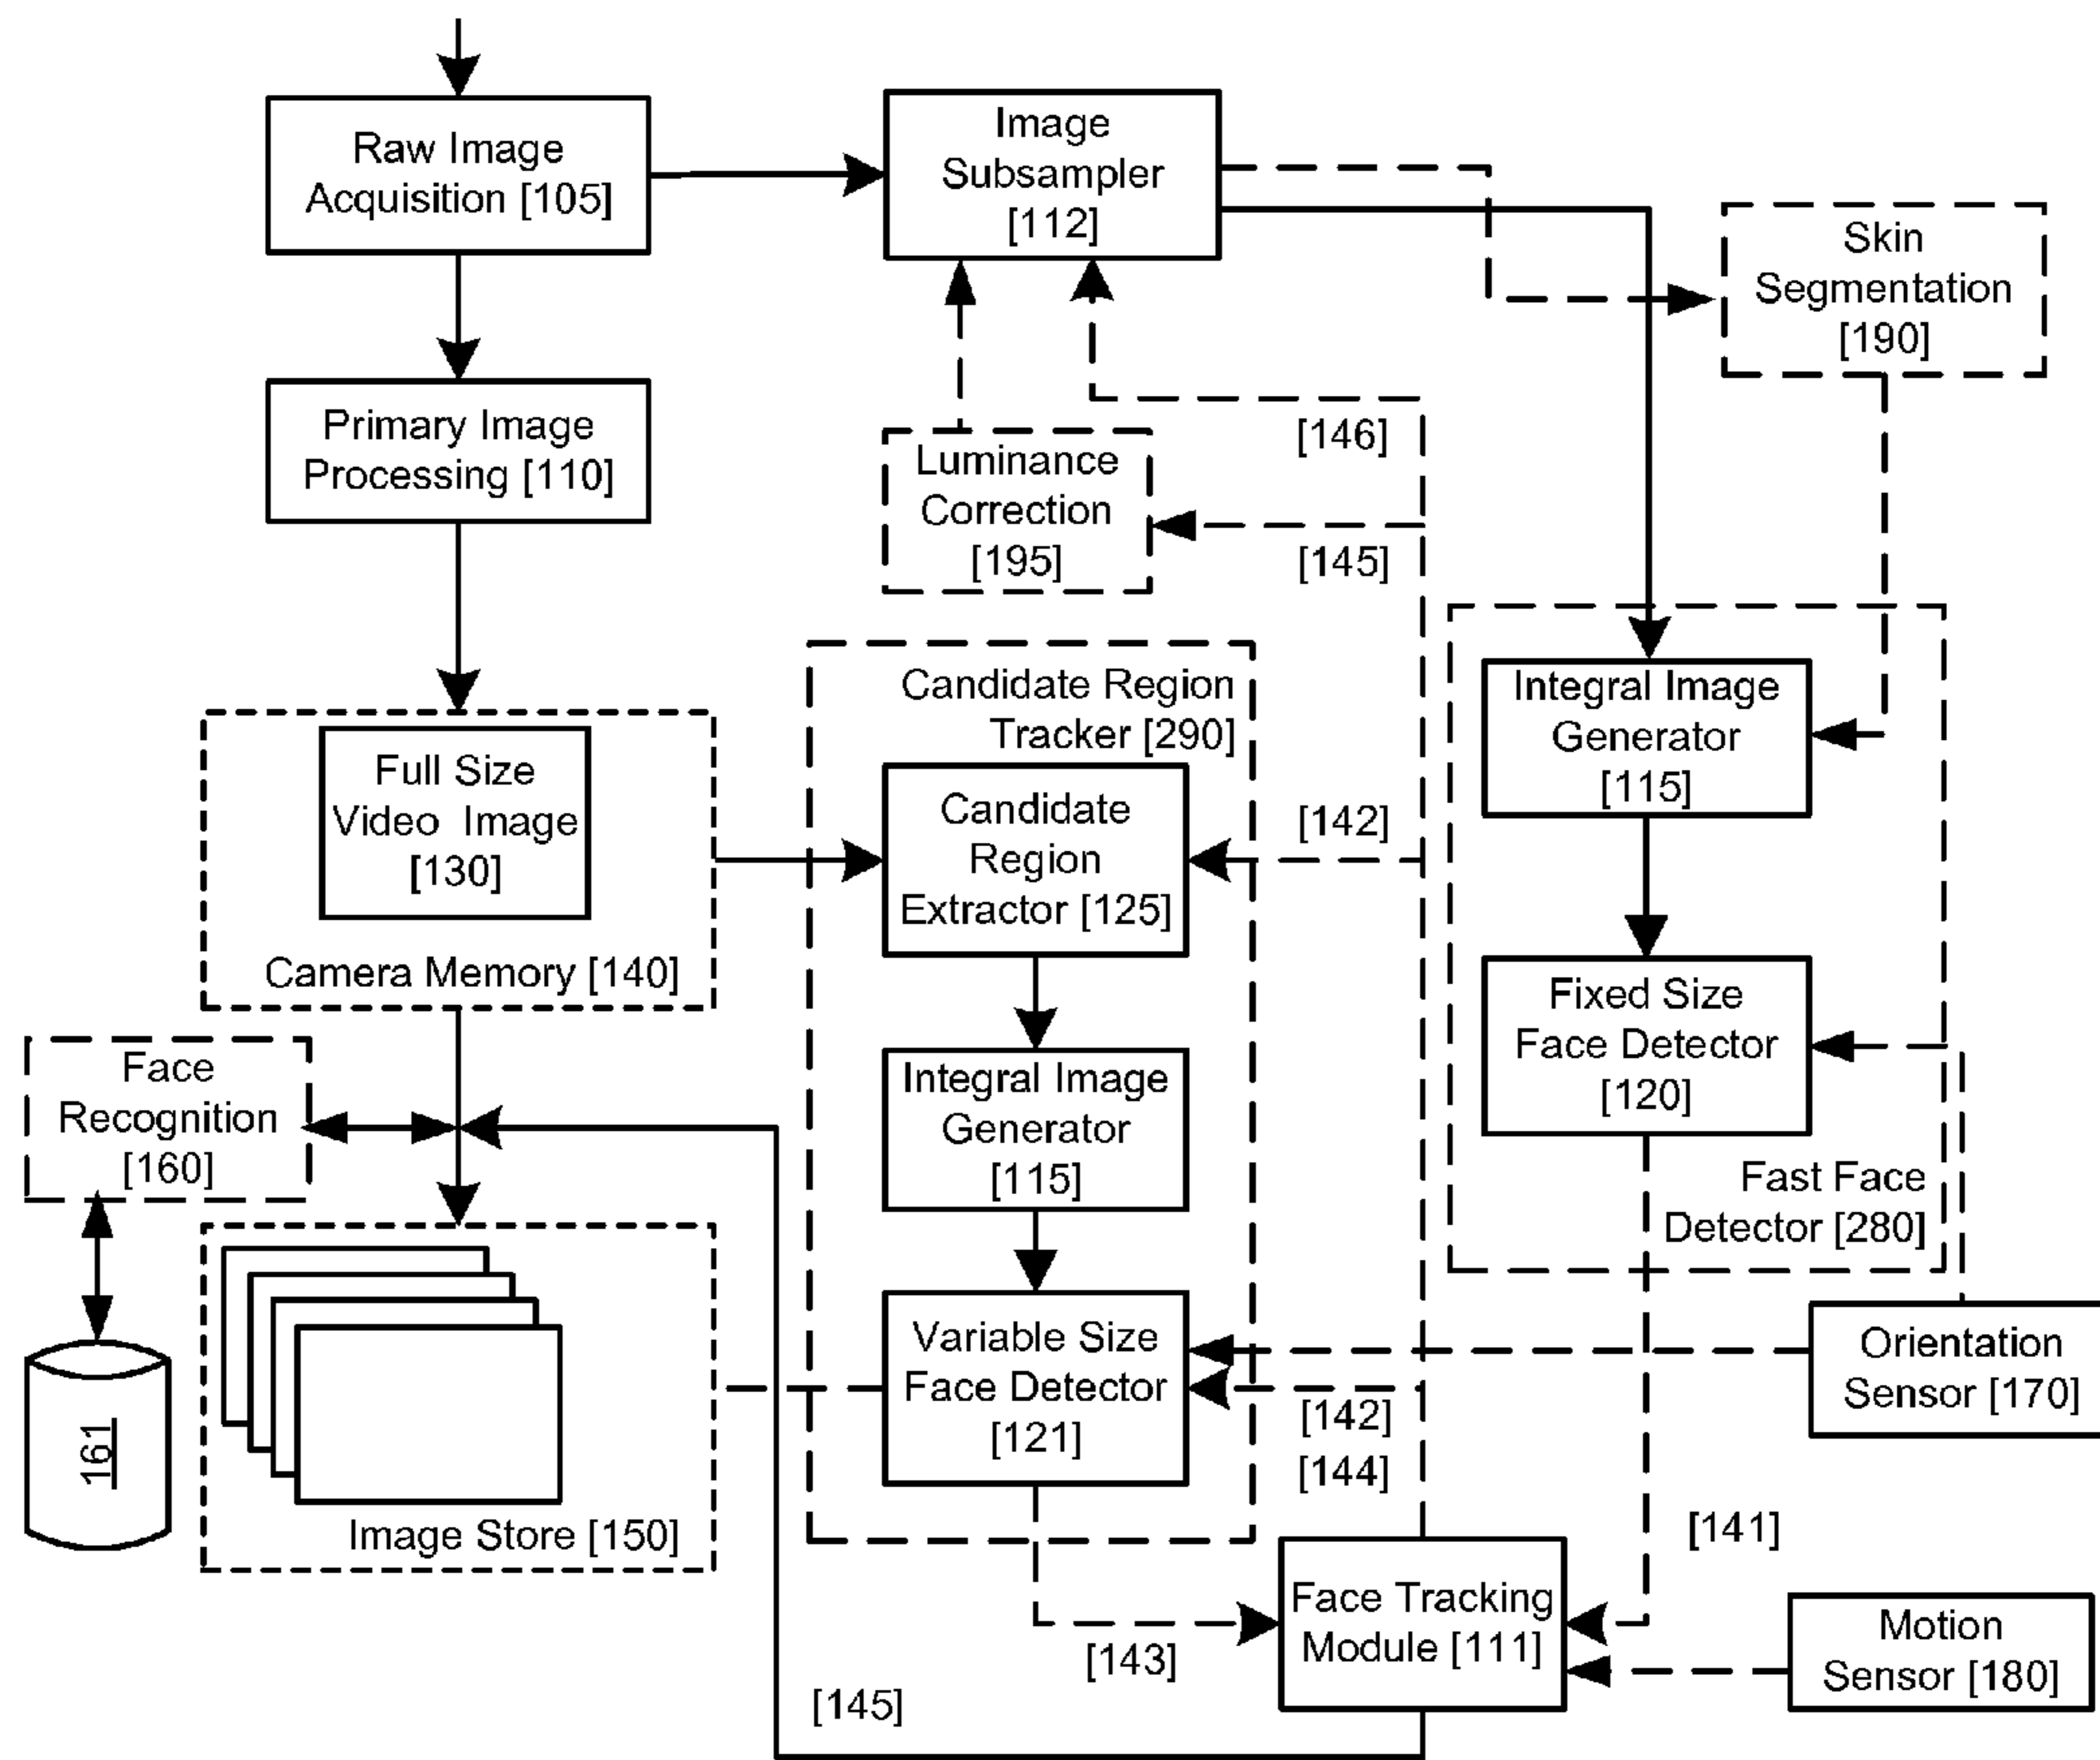 Raw Image
Acquisition [105]
Image
Subsampler
[112]
Skin
Segmentation
[190]
Primary Image
Processing [110]
[146]
Luminance
Correction
[195]
[145]
Candidate Region
Tracker [290]
Integral Image
Generator
[115]
Full Size
Video Image
[130]
Camera Memory [140]
Candidate
Region
Extractor [125]
[142]
Fixed Size
Face Detector
[120]
Face
Recognition
[160]
Integral Image
Generator
[115]
Fast Face
Detector [280]
161
Image Store [150]
Variable Size
Face Detector
[121]
[142]
[144]
Orientation
Sensor [170]
[141]
[143]
Face Tracking
Module [111]
Motion
Sensor [180]
[145]